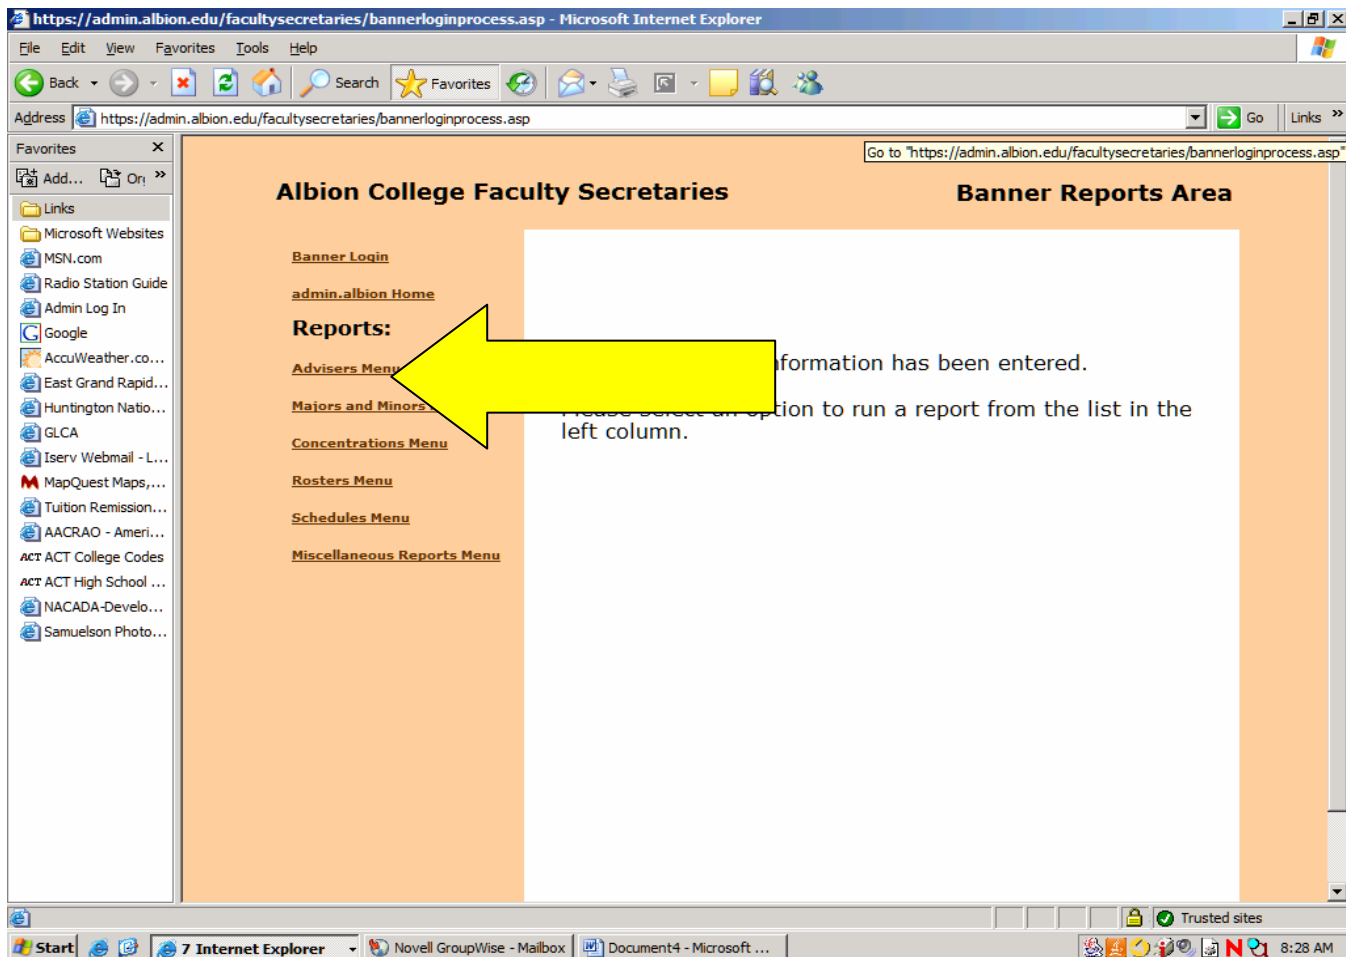 https://admin.albion.edu/facultysecretaries/bannerloginprocess.asp - Microsoft Internet Explorer
File Edit View Favorites Tools Help
Back Search Favorites
Address https://admin.albion.edu/facultysecretaries/bannerloginprocess.asp Go Links »
Favorites
Go to "https://admin.albion.edu/facultysecretaries/bannerloginprocess.asp"
Add... Or »
Links
Microsoft Websites
MSN.com
Radio Station Guide
Admin Log In
Google
AccuWeather.co...
East Grand Rapid...
Huntington Natio...
GLCA
Iserv Webmail - L...
MapQuest Maps,...
Tuition Remission...
AACRAO - Ameri...
ACT ACT College Codes
ACT ACT High School ...
NACADA-Develo...
Samuelson Photo...
Albion College Faculty Secretaries
Banner Reports Area
Banner Login
admin.albion Home
Reports:
Advisers Menu
Majors and Minors
Concentrations Menu
Rosters Menu
Schedules Menu
Miscellaneous Reports Menu
formation has been entered.
Please select an option to run a report from the list in the
left column.
Trusted sites
Start 7 Internet Explorer Novell GroupWise - Mailbox Document4 - Microsoft ... N 8:28 AM